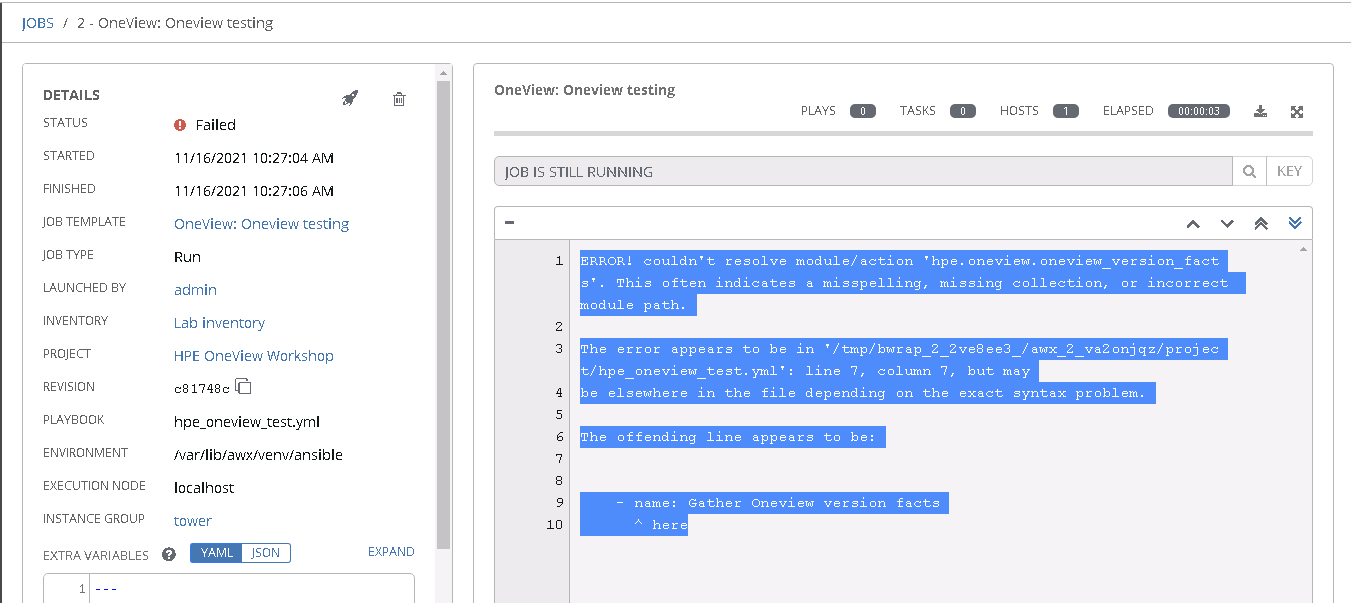 JOBS / 2 - OneView: Oneview testing
DETAILS
STATUS Failed
STARTED 11/16/2021 10:27:04 AM
FINISHED 11/16/2021 10:27:06 AM
JOB TEMPLATE OneView: Oneview testing
JOB TYPE Run
LAUNCHED BY admin
INVENTORY Lab inventory
PROJECT HPE OneView Workshop
REVISION c81748c
PLAYBOOK hpe_oneview_test.yml
ENVIRONMENT /var/lib/awx/venv/ansible
EXECUTION NODE localhost
INSTANCE GROUP tower
EXTRA VARIABLES ? YAML JSON EXPAND
1 ---
OneView: Oneview testing
PLAYS 0 TASKS 0 HOSTS 1 ELAPSED 00:00:03
JOB IS STILL RUNNING KEY
1 ERROR! couldn't resolve module/action 'hpe.oneview.oneview_version_fact
s'. This often indicates a misspelling, missing collection, or incorrect
module path.
2
3 The error appears to be in '/tmp/bwrap_2_2ve8ee3_/awx_2_va2onjqz/projec
t/hpe_oneview_test.yml': line 7, column 7, but may
4 be elsewhere in the file depending on the exact syntax problem.
5
6 The offending line appears to be:
7
8
9 - name: Gather Oneview version facts
10 ^ here